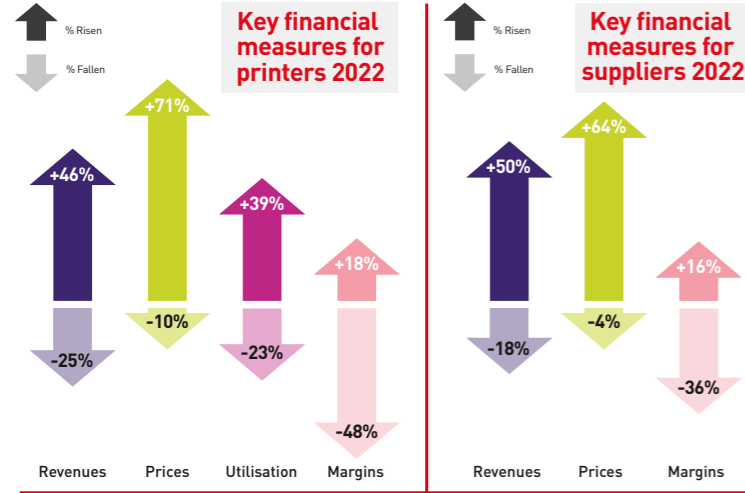 % Risen
% Fallen
Key financial
measures for
printers 2022
+46%
+71%
+39%
+18%
-25%
-10%
-23%
-48%
Revenues Prices Utilisation Margins
% Risen
% Fallen
Key financial
measures for
suppliers 2022
+50%
+64%
+16%
-18%
-4%
-36%
Revenues Prices Margins